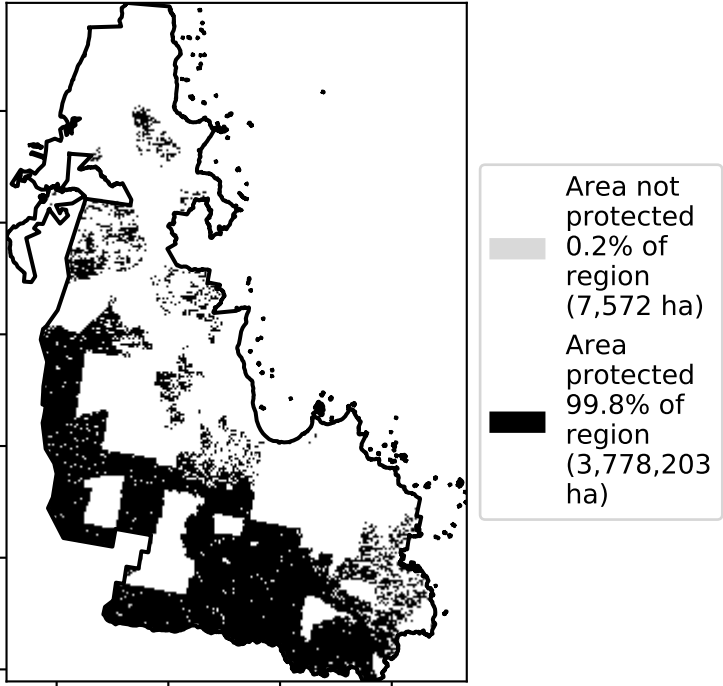 Area not
protected
0.2% of
region
(7,572 ha)
Area
protected
99.8% of
region
(3,778,203
ha)